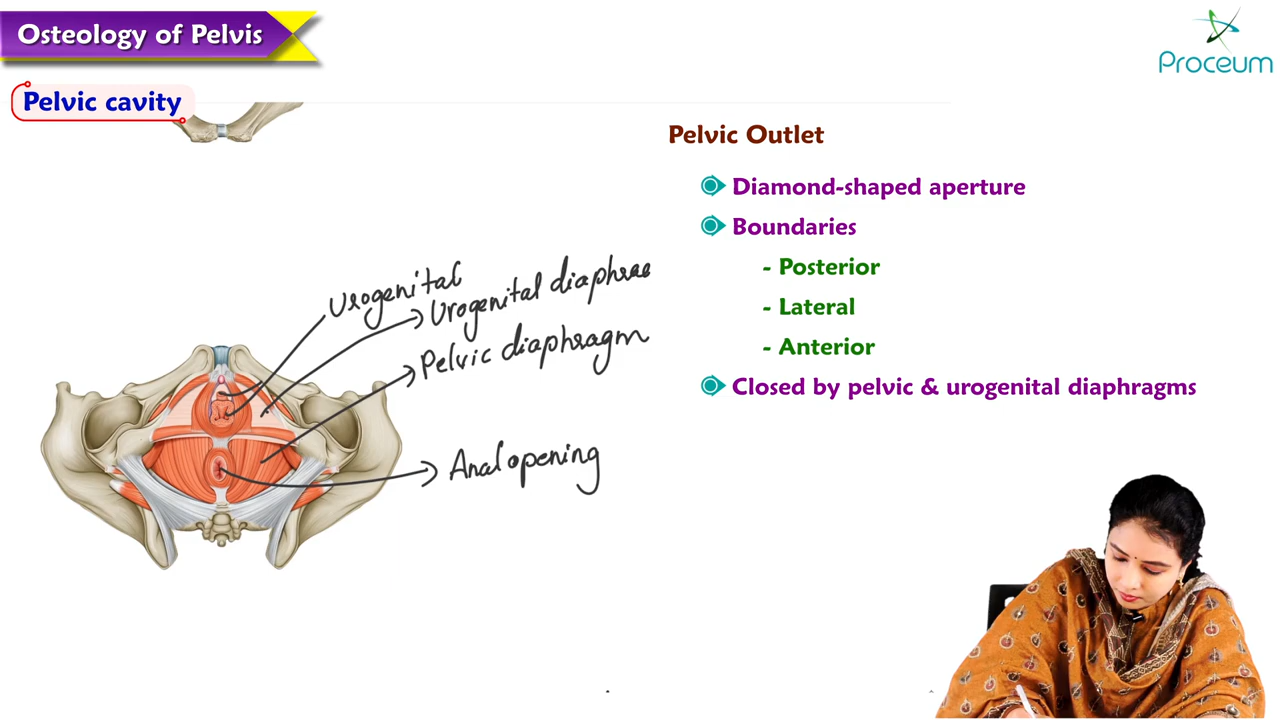 Osteology of Pelvis
Proceum
Pelvic cavity
Pelvic Outlet
Diamond-shaped aperture
Boundaries
- Posterior
- Lateral
- Anterior
Closed by pelvic & urogenital diaphragms
Urogenital
Urogenital diaphrag
Pelvic diaphragm
Anal opening